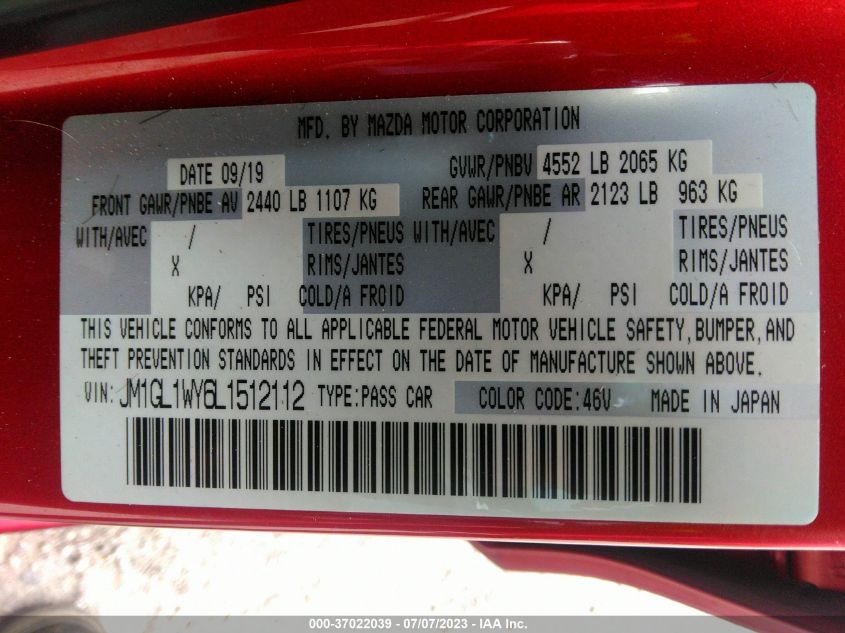 MFD. BY MAZDA MOTOR CORPORATION
DATE 09/19 GVWR/PNBV 4552 LB 2065 KG
FRONT GAWR/PNBE AV 2440 LB 1107 KG REAR GAWR/PNBE AR 2123 LB 963 KG
WITH/AVEC / TIRES/PNEUS WITH/AVEC / TIRES/PNEUS
X RIMS/JANTES X RIMS/JANTES
KPA/ PSI COLD/A FROID KPA/ PSI COLD/A FROID
THIS VEHICLE CONFORMS TO ALL APPLICABLE FEDERAL MOTOR VEHICLE SAFETY,BUMPER,AND
THEFT PREVENTION STANDARDS IN EFFECT ON THE DATE OF MANUFACTURE SHOWN ABOVE.
VIN: JM1GL1WY6L1512112 TYPE:PASS CAR COLOR CODE:46V MADE IN JAPAN
000-37022039 - 07/07/2023 - IAA Inc.